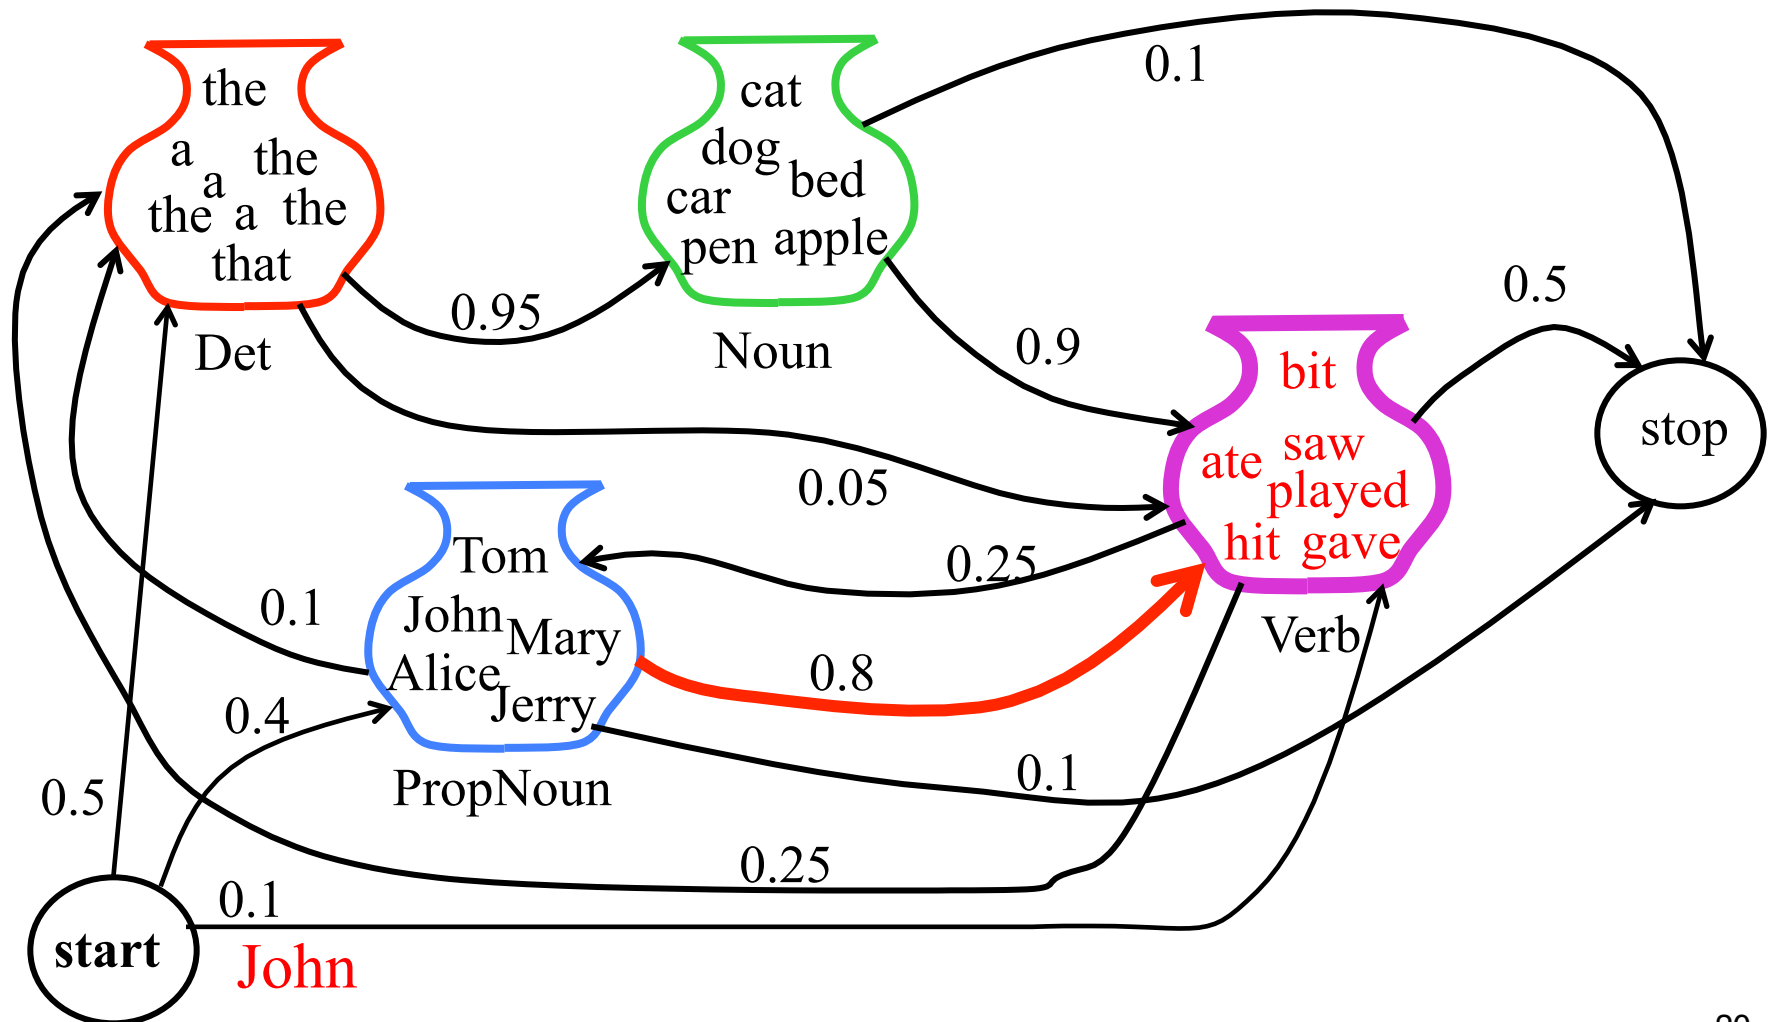 0.1
the
cat
a
the
dog
a
bed
the
a
the
car
that
pen
apple
0.95
0.5
Det
Noun
0.9
bit
stop
saw
ate
played
0.05
hit
gave
Tom
0.25
0.1
John
Mary
Verb
Alice
0.8
Jerry
0.4
PropNoun
0.1
0.5
0.25
0.1
start
John